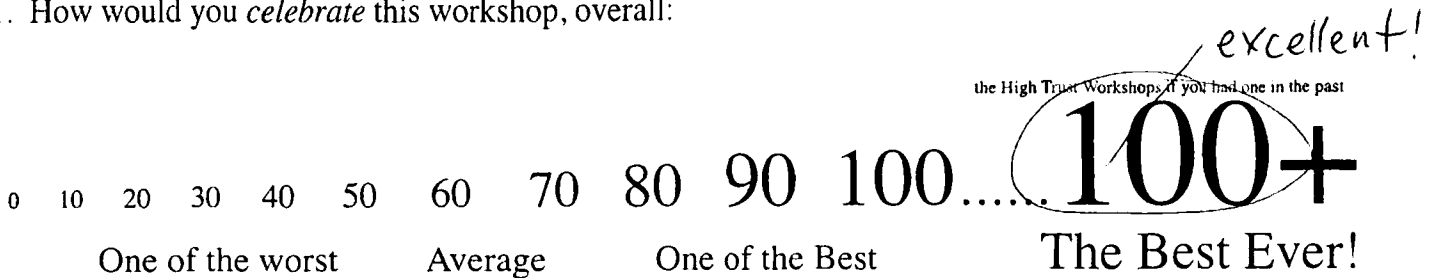 .. How would you celebrate this workshop, overall:
excellent!
the High Trust Workshops if you had one in the past
0 10 20 30 40 50 60 70 80 90 100......100+
One of the worst Average One of the Best The Best Ever!